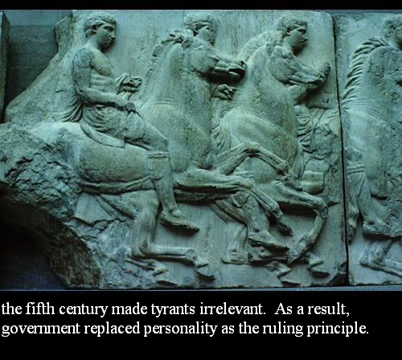 the fifth century made tyrants irrelevant.  As a result,
government replaced personality as the ruling principle.